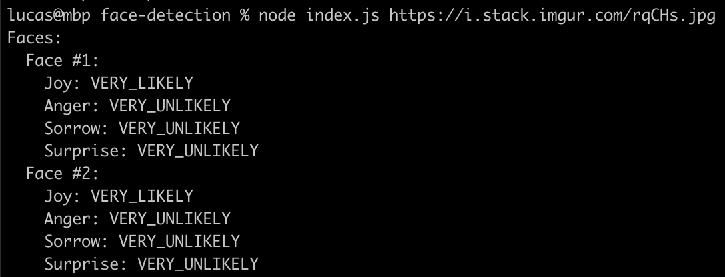 lucas@mbp face-detection % node index.js https://i.stack.imgur.com/rqCHs.jpg
Faces:
  Face #1:
    Joy: VERY_LIKELY
    Anger: VERY_UNLIKELY
    Sorrow: VERY_UNLIKELY
    Surprise: VERY_UNLIKELY
  Face #2:
    Joy: VERY_LIKELY
    Anger: VERY_UNLIKELY
    Sorrow: VERY_UNLIKELY
    Surprise: VERY_UNLIKELY